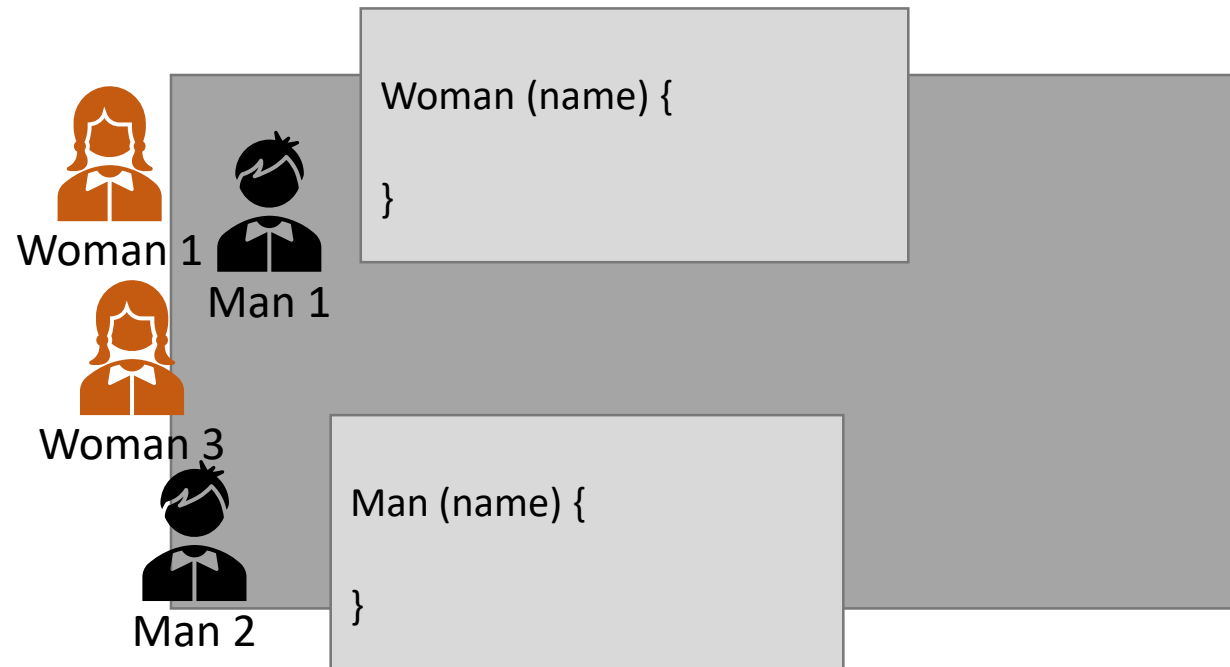 Woman (name) {
}
Woman 1
Man 1
Woman 3
Man (name) {
}
Man 2